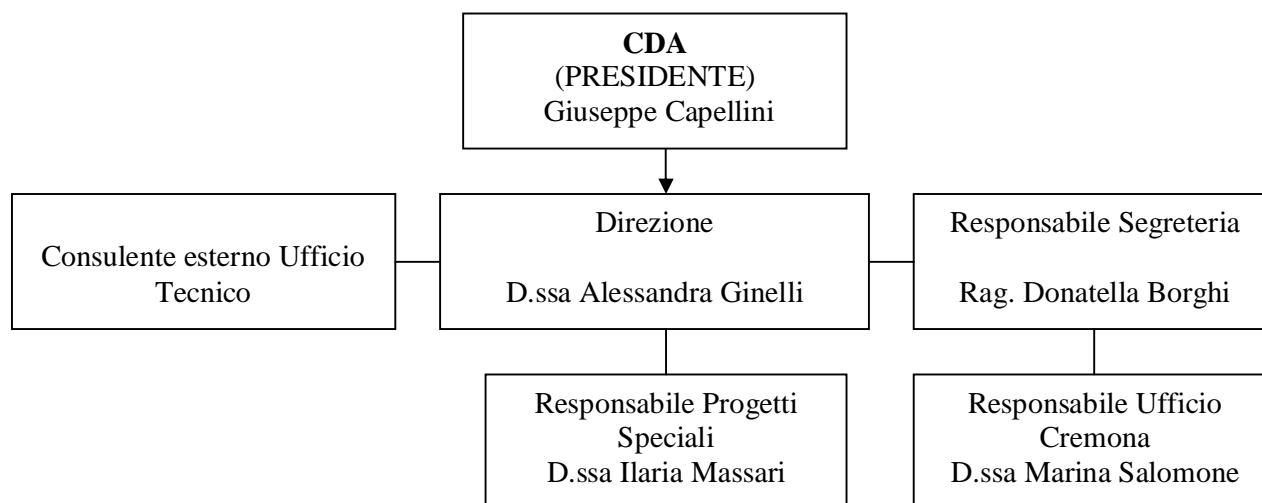 CDA
(PRESIDENTE)
Giuseppe Capellini
Consulente esterno Ufficio
Tecnico
Direzione
D.ssa Alessandra Ginelli
Responsabile Segreteria
Rag. Donatella Borghi
Responsabile Progetti
Speciali
D.ssa Ilaria Massari
Responsabile Ufficio
Cremona
D.ssa Marina Salomone